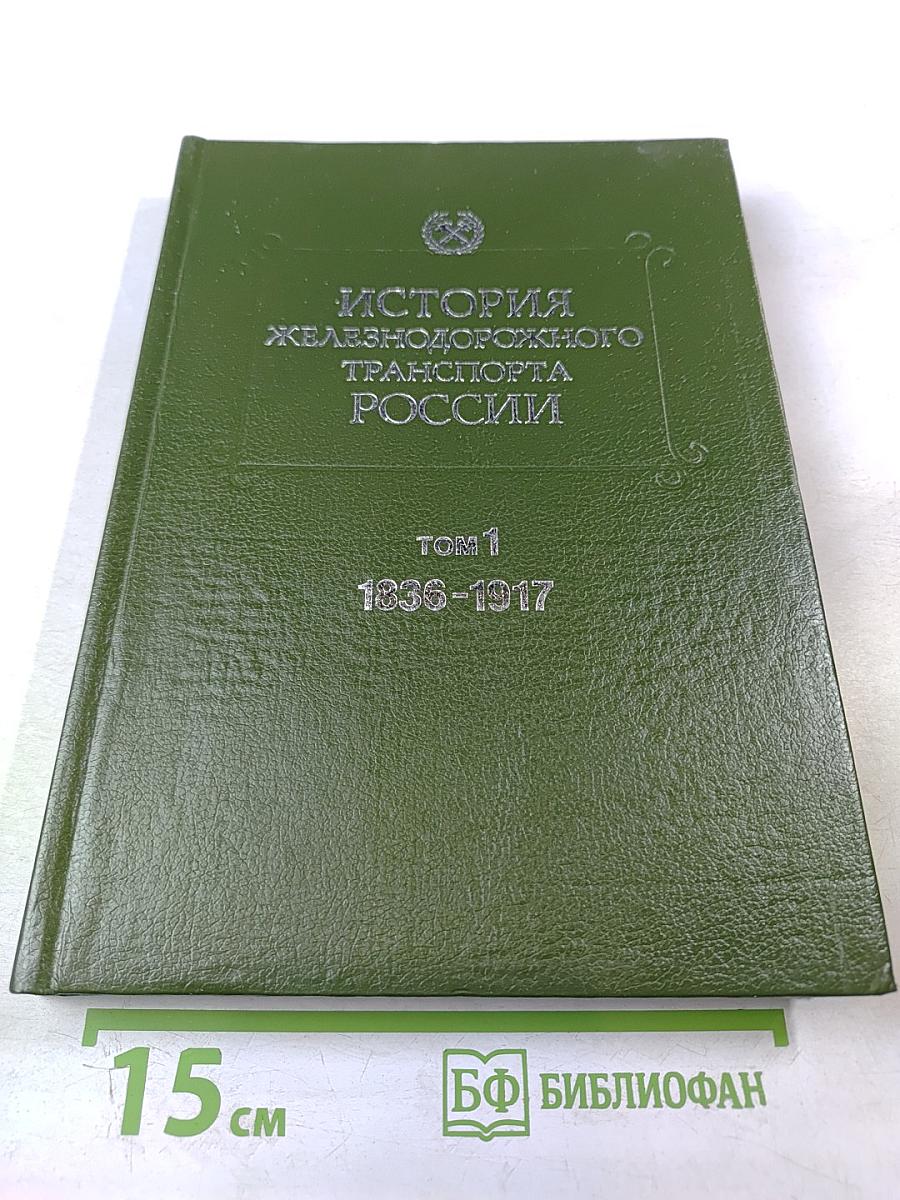 ИСТОРИЯ
ЖЕЛЕЗНОДОРОЖНОГО
ТРАНСПОРТА
РОССИИ
ТОМ 1
1836-1917
15 см
БФ БИБЛИОФАН